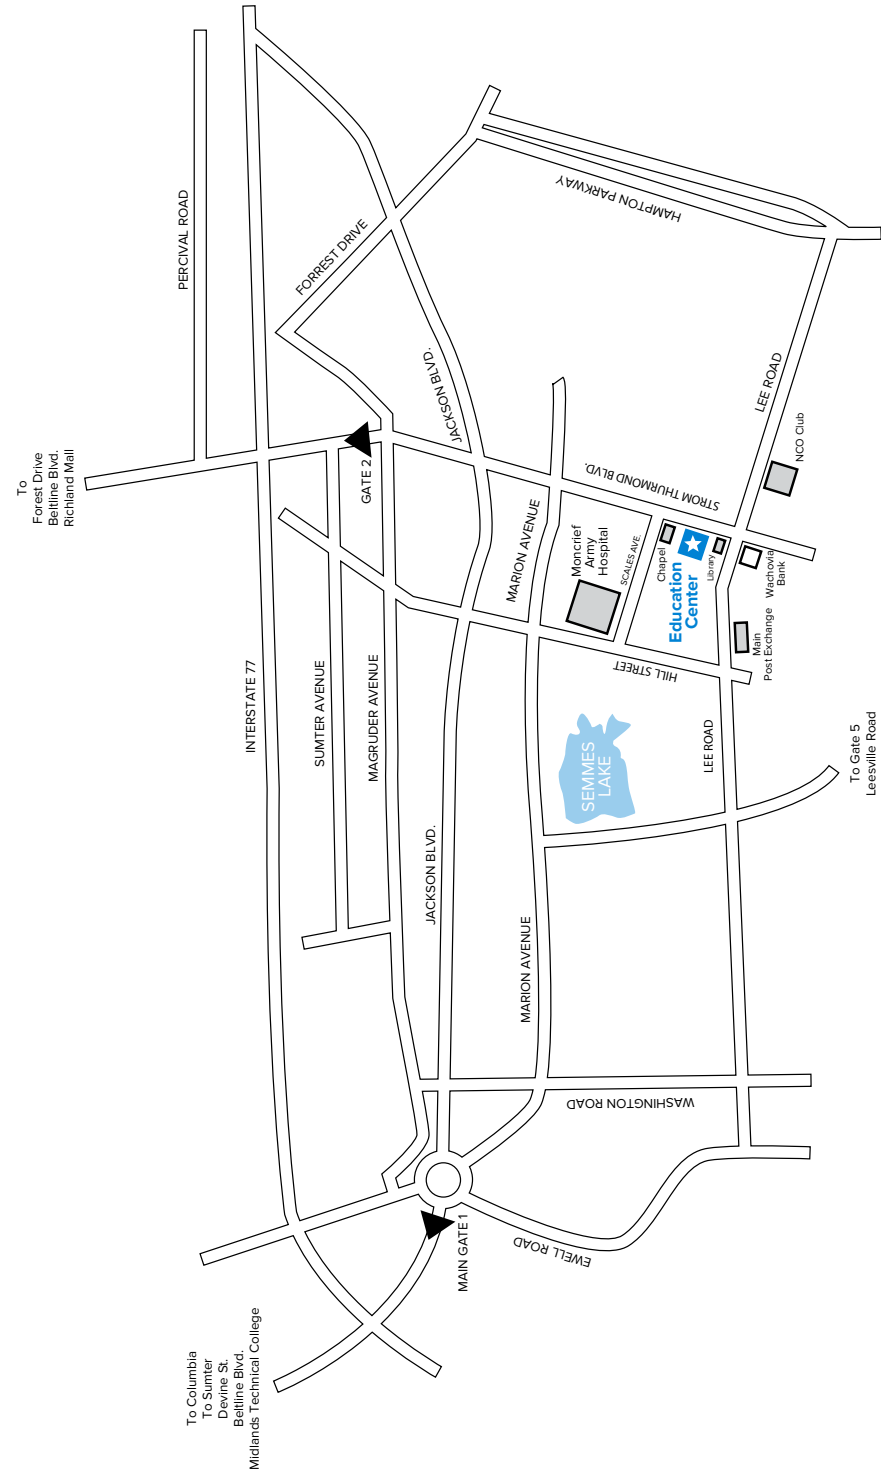 To
Forest Drive
Beltline Blvd.
Richland Mall
PERCIVAL ROAD
FORREST DRIVE
HAMPTON PARKWAY
JACKSON BLVD.
LEE ROAD
GATE 2
STROM THURMOND BLVD.
NCO Club
MARION AVENUE
Moncrief
Army
Hospital
SCALES AVE.
Chapel
Library
Education
Center
Wachovia
Bank
Main
Post Exchange
HILL STREET
INTERSTATE 77
SUMTER AVENUE
MAGRUDER AVENUE
SEMMES
LAKE
LEE ROAD
To Gate 5
Leesville Road
JACKSON BLVD.
MARION AVENUE
WASHINGTON ROAD
MAIN GATE 1
EWELL ROAD
To Columbia
To Sumter
Devine St.
Beltline Blvd.
Midlands Technical College